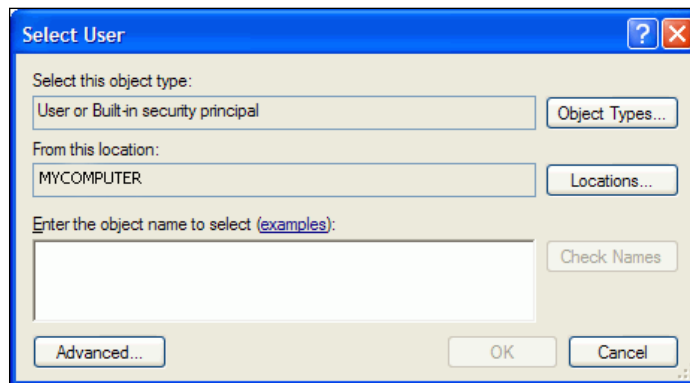 Select User
Select this object type:
User or Built-in security principal
Object Types...
From this location:
MYCOMPUTER
Locations...
Enter the object name to select (examples):
Check Names
Advanced...
OK
Cancel